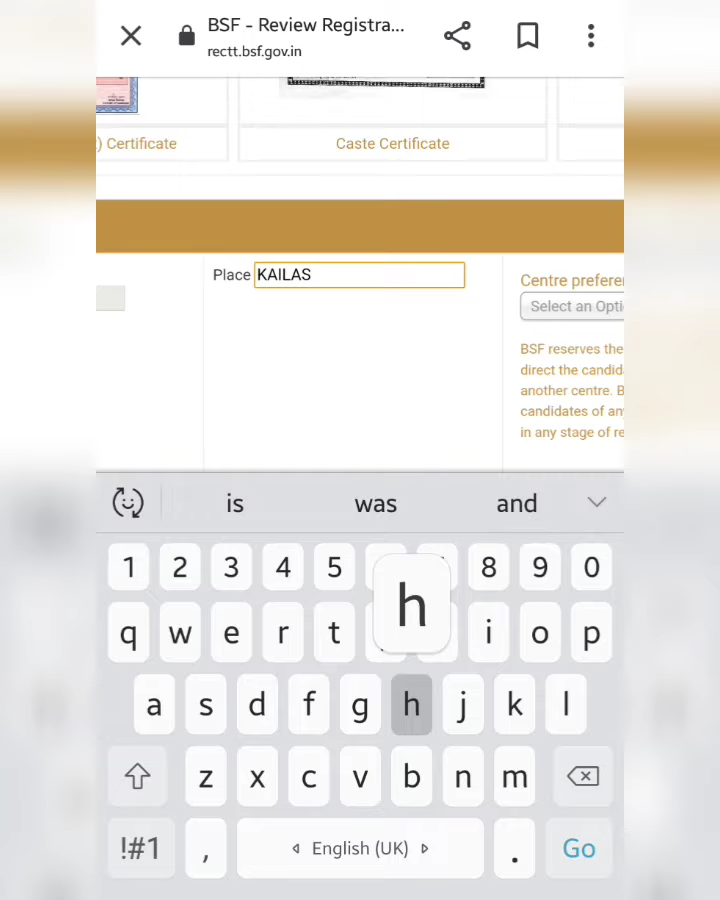 BSF - Review Registra...
rectt.bsf.gov.in
) Certificate
Caste Certificate
Place KAILAS
Centre prefere
Select an Opti
BSF reserves the
direct the candid
another centre. B
candidates of an
in any stage of re
is was and
1 2 3 4 5 8 9 0
h
q w e r t i o p
a s d f g h j k l
z x c v b n m
!#1 , English (UK) . Go